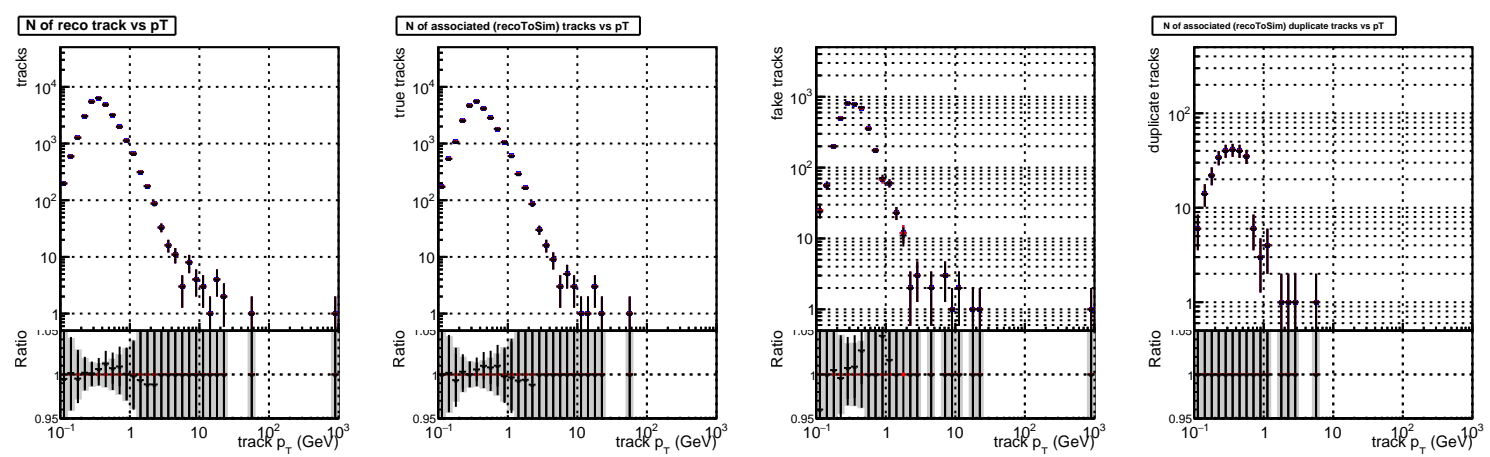 N of reco track vs pT
tracks
10⁴
10³
10²
10
1
Ratio
1.05
1
0.95
10⁻¹ 1 10 10² 10³
track p_T (GeV)
N of associated (recoToSim) tracks vs pT
true tracks
10⁴
10³
10²
10
1
Ratio
1.05
1
0.95
10⁻¹ 1 10 10² 10³
track p_T (GeV)
fake tracks
10³
10²
10
1
Ratio
1.05
1
0.95
10⁻¹ 1 10 10² 10³
track p_T (GeV)
N of associated (recoToSim) duplicate tracks vs pT
duplicate tracks
10²
10
1
Ratio
1.05
1
0.95
10⁻¹ 1 10 10² 10³
track p_T (GeV)